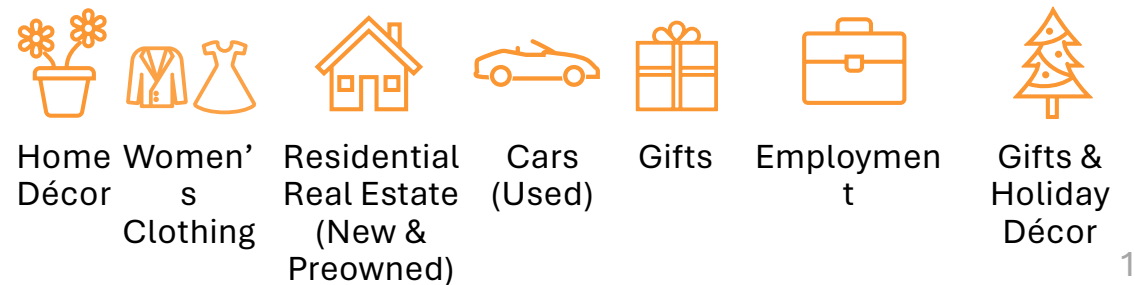 Home
Décor
Women’
s
Clothing
Residential
Real Estate
(New &
Preowned)
Cars
(Used)
Gifts
Employmen
t
Gifts &
Holiday
Décor
1